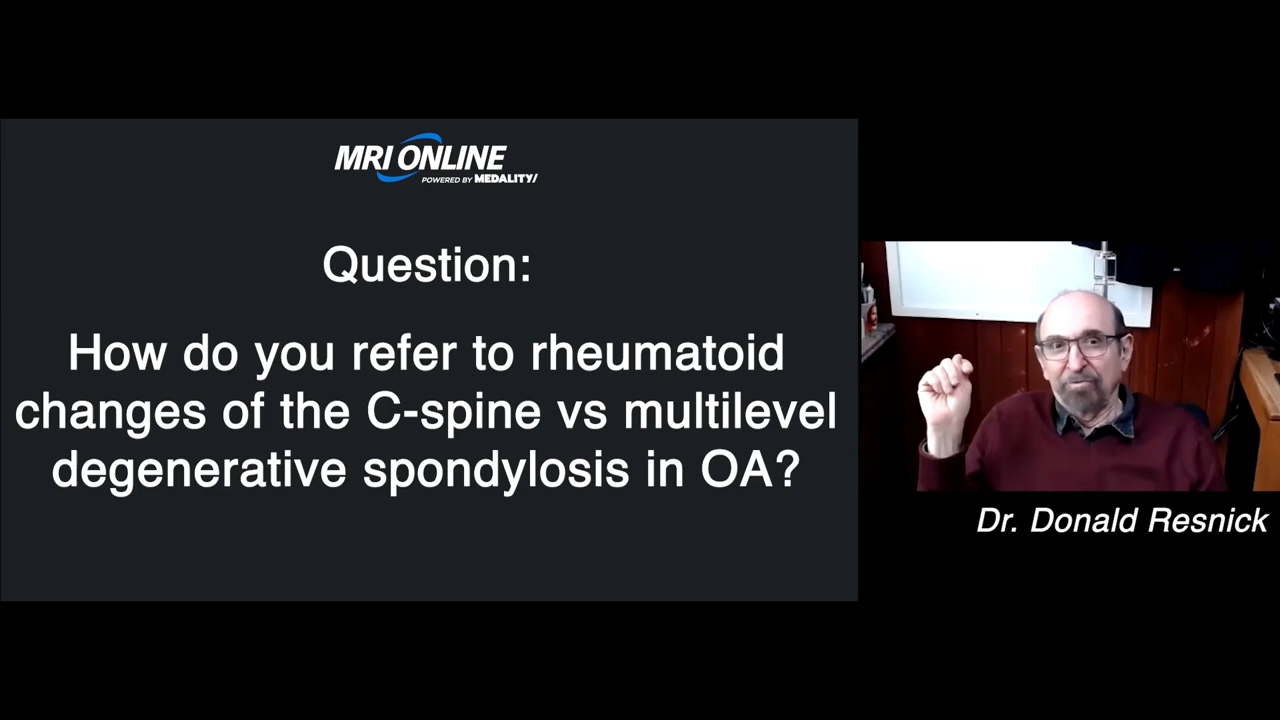 MRI ONLINE
POWERED BY MEDALITY/
Question:
How do you refer to rheumatoid
changes of the C-spine vs multilevel
degenerative spondylosis in OA?
Dr. Donald Resnick